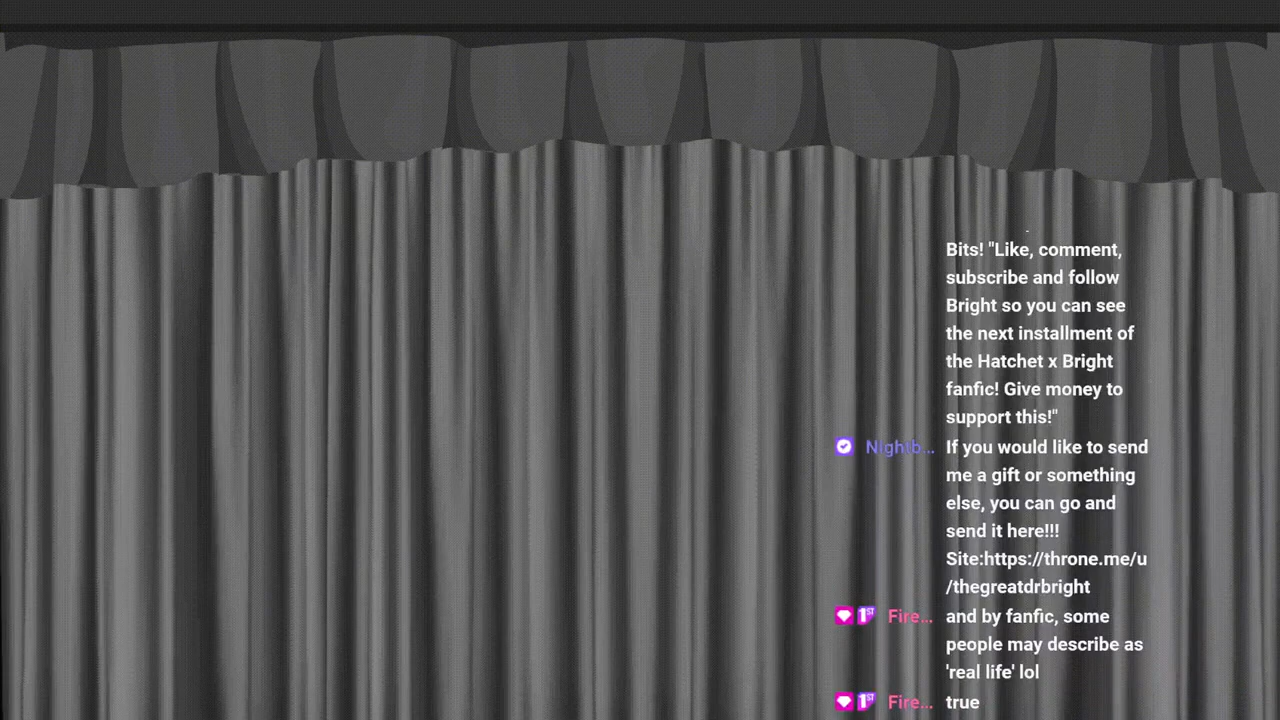 Bits! "Like, comment,
subscribe and follow
Bright so you can see
the next installment of
the Hatchet x Bright
fanfic! Give money to
support this!"
Nightb... If you would like to send
me a gift or something
else, you can go and
send it here!!!
Site:https://throne.me/u
/thegreatdrbright
1ST Fire... and by fanfic, some
people may describe as
'real life' lol
1ST Fire... true